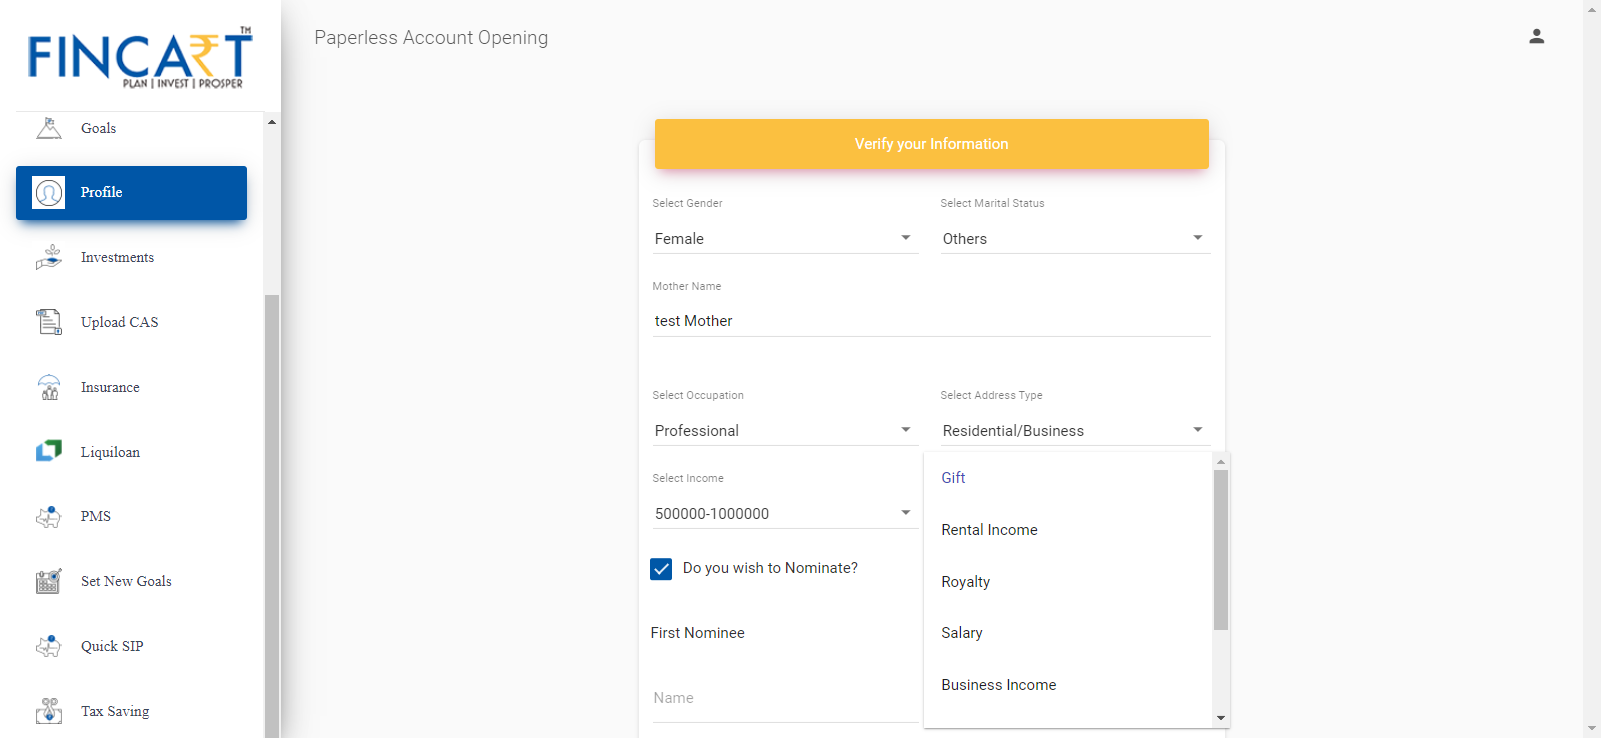 FINCART™
PLAN | INVEST | PROSPER
Goals
Profile
Investments
Upload CAS
Insurance
Liquiloan
PMS
Set New Goals
Quick SIP
Tax Saving
Paperless Account Opening
Verify your Information
Select Gender
Female
Select Marital Status
Others
Mother Name
test Mother
Select Occupation
Professional
Select Address Type
Residential/Business
Select Income
500000-1000000
Gift
Rental Income
Royalty
Salary
Business Income
Do you wish to Nominate?
First Nominee
Name